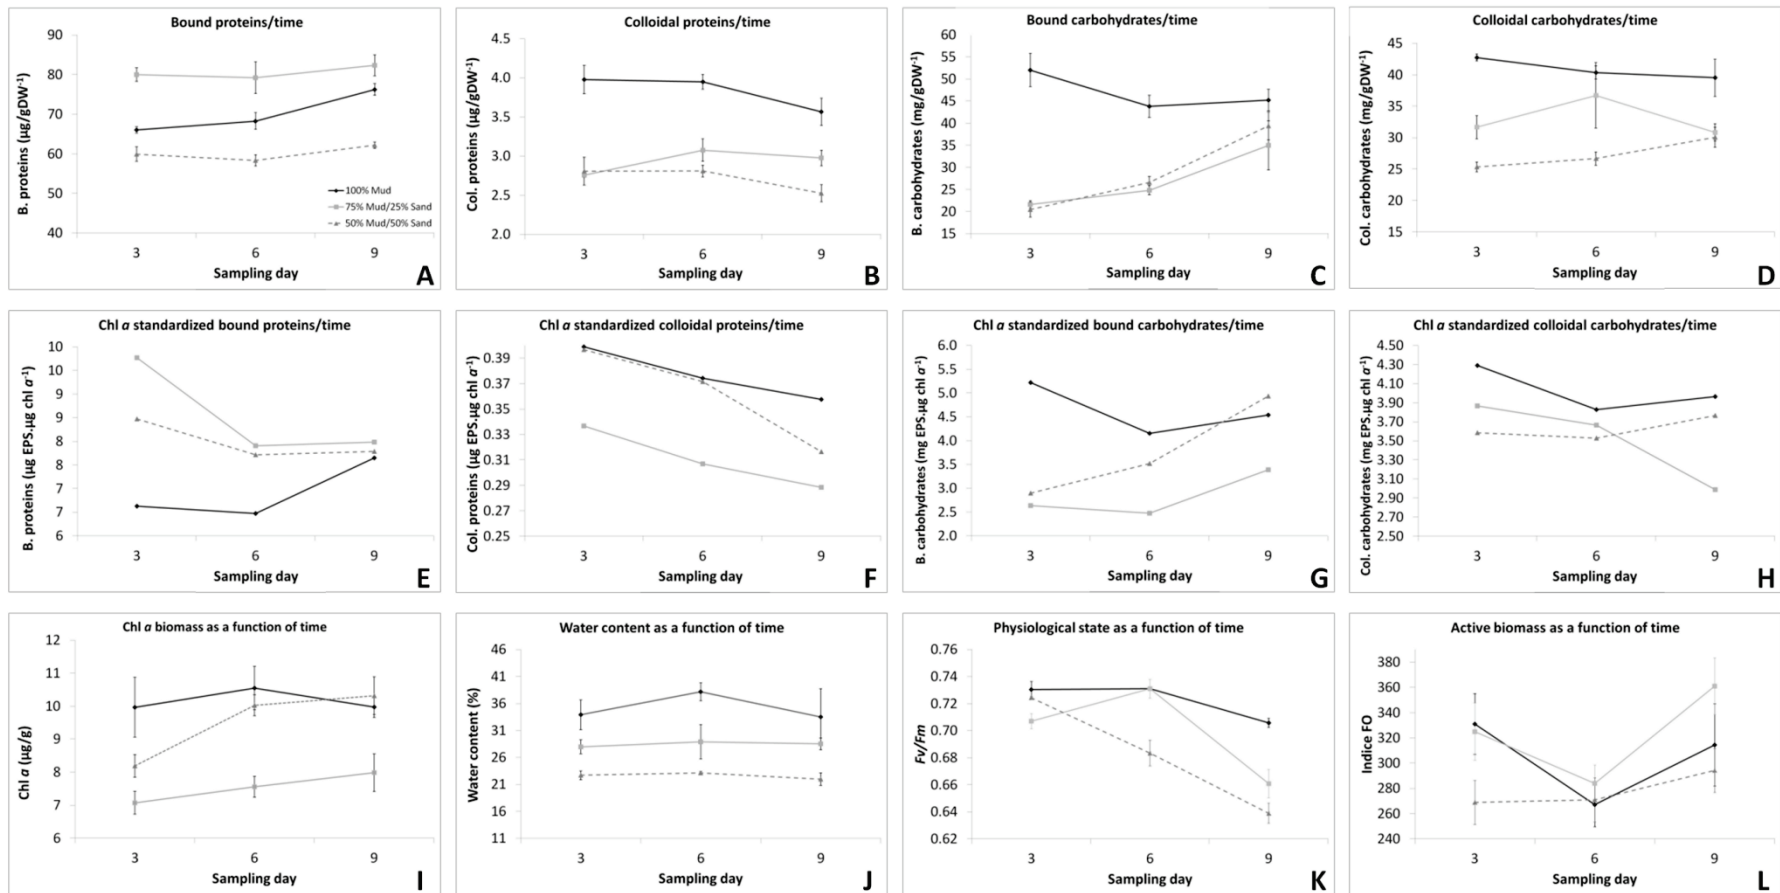 Bound proteins/time
B. proteins (µg/gDW⁻¹)
90
80
70
60
50
40
100% Mud
75% Mud/25% Sand
50% Mud/50% Sand
3 6 9
Sampling day
A
Colloidal proteins/time
Col. proteins (µg/gDW⁻¹)
4.5
4.0
3.5
3.0
2.5
2.0
3 6 9
Sampling day
B
Bound carbohydrates/time
B. carbohydrates (mg/gDW⁻¹)
60
55
50
45
40
35
30
25
20
15
3 6 9
Sampling day
C
Colloidal carbohydrates/time
Col. carbohydrates (mg/gDW⁻¹)
45
40
35
30
25
20
15
3 6 9
Sampling day
D
Chl a standardized bound proteins/time
B. proteins (µg EPS.µg chl a⁻¹)
10
10
9
9
8
8
7
7
6
3 6 9
Sampling day
E
Chl a standardized colloidal proteins/time
Col. proteins (µg EPS.µg chl a⁻¹)
0.39
0.37
0.35
0.33
0.31
0.29
0.27
0.25
3 6 9
Sampling day
F
Chl a standardized bound carbohydrates/time
B. carbohydrates (mg EPS.µg chl a⁻¹)
6.0
5.5
5.0
4.5
4.0
3.5
3.0
2.5
2.0
3 6 9
Sampling day
G
Chl a standardized colloidal carbohydrates/time
Col. carbohydrates (mg EPS.µg chl a⁻¹)
4.50
4.30
4.10
3.90
3.70
3.50
3.30
3.10
2.90
2.70
2.50
3 6 9
Sampling day
H
Chl a biomass as a function of time
Chl a (µg/g)
12
11
10
9
8
7
6
3 6 9
Sampling day
I
Water content as a function of time
Water content (%)
46
41
36
31
26
21
16
11
3 6 9
Sampling day
J
Physiological state as a function of time
Fv/Fm
0.76
0.74
0.72
0.70
0.68
0.66
0.64
0.62
3 6 9
Sampling day
K
Active biomass as a function of time
Indice FO
380
360
340
320
300
280
260
240
3 6 9
Sampling day
L